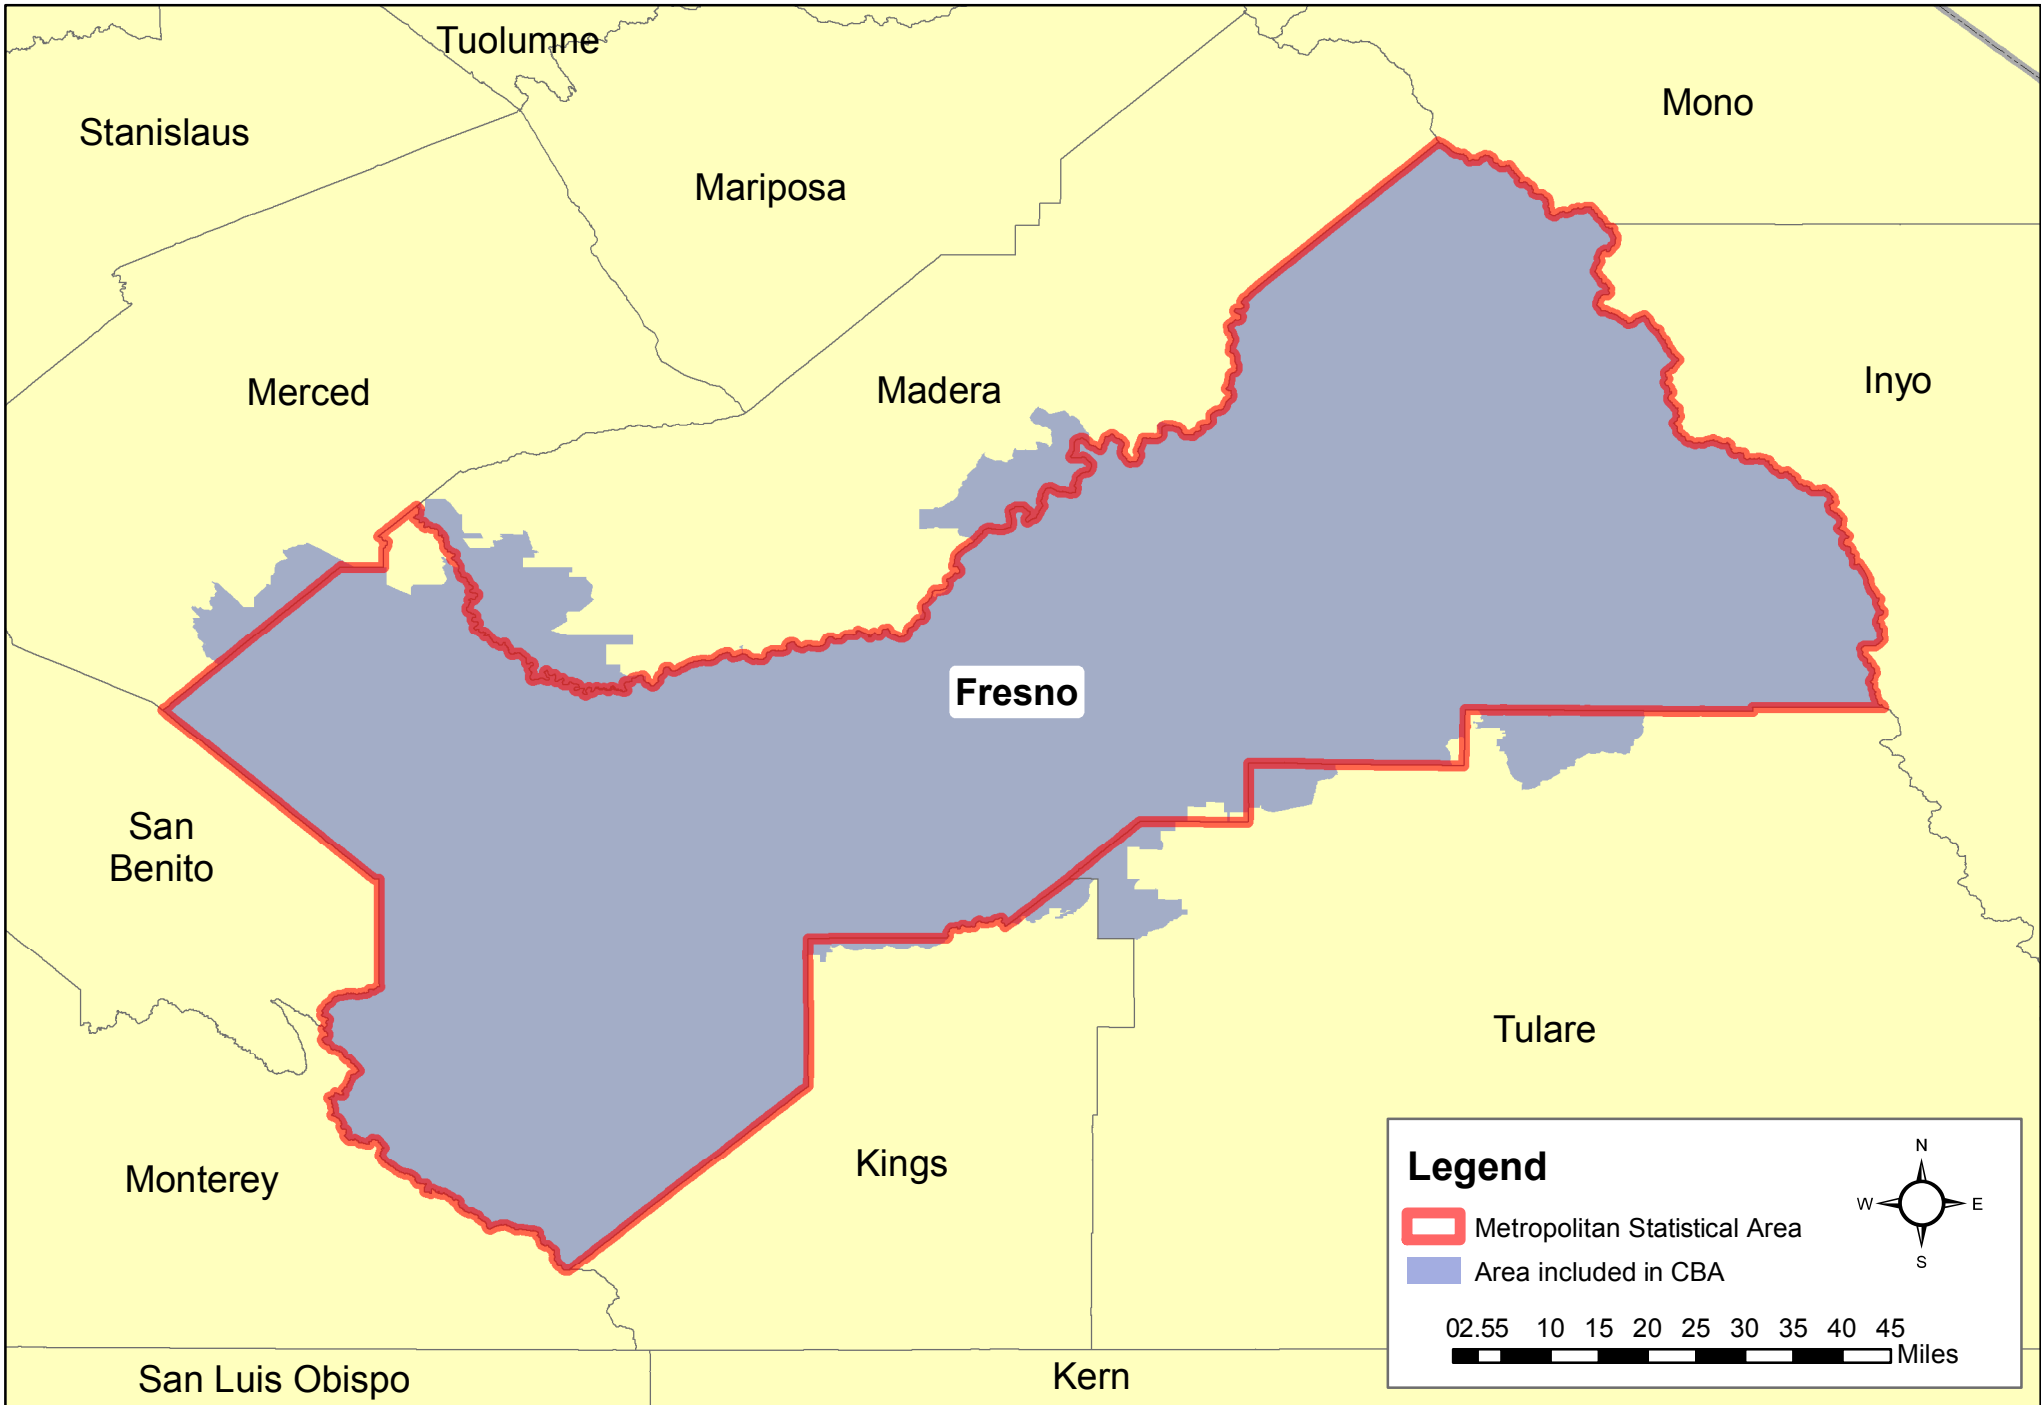 Tuolumne
Mono
Stanislaus
Mariposa
Inyo
Madera
Merced
Fresno
San
Benito
Tulare
Kings
Monterey
Legend
N
W
E
S
Metropolitan Statistical Area
Area included in CBA
02.55 10 15 20 25 30 35 40 45
Miles
San Luis Obispo
Kern